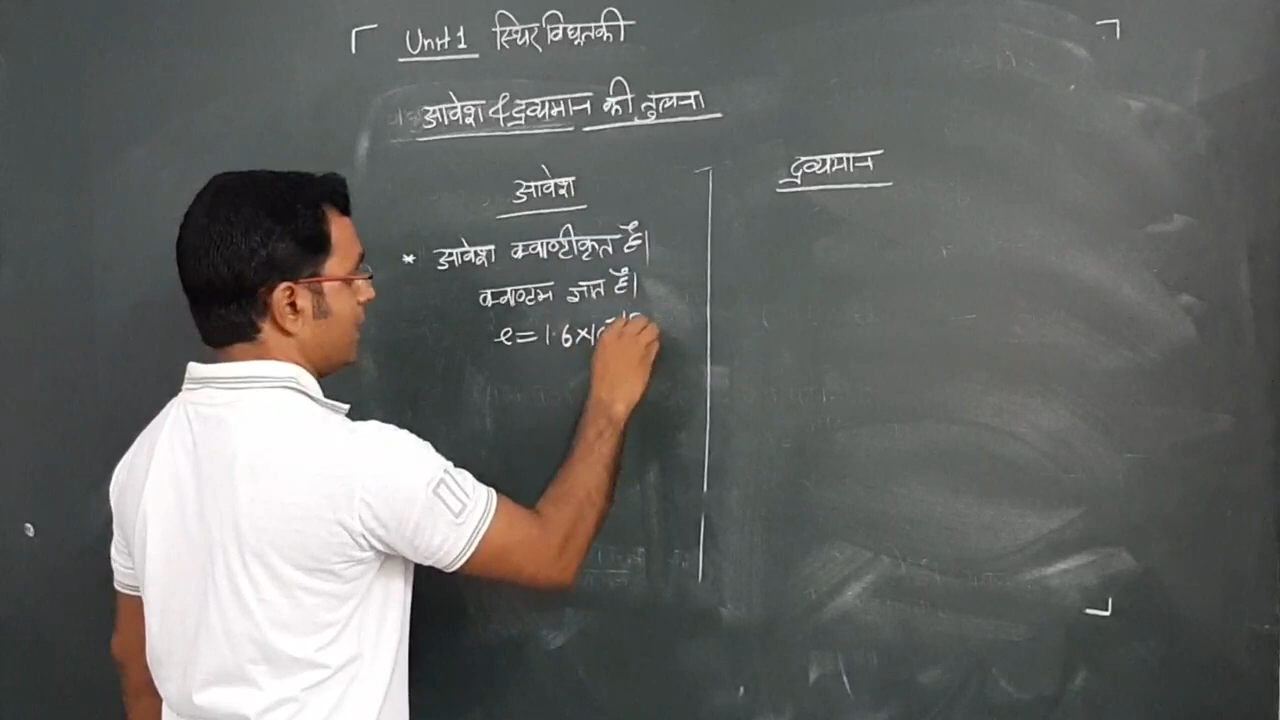 Unit 1 स्थिर विद्युतकी
आवेश & द्रव्यमान की तुलना
आवेश
द्रव्यमान
* आवेश क्वाण्टीकृत है।
क्वाण्टम ज्ञात है।
e = 1.6×10